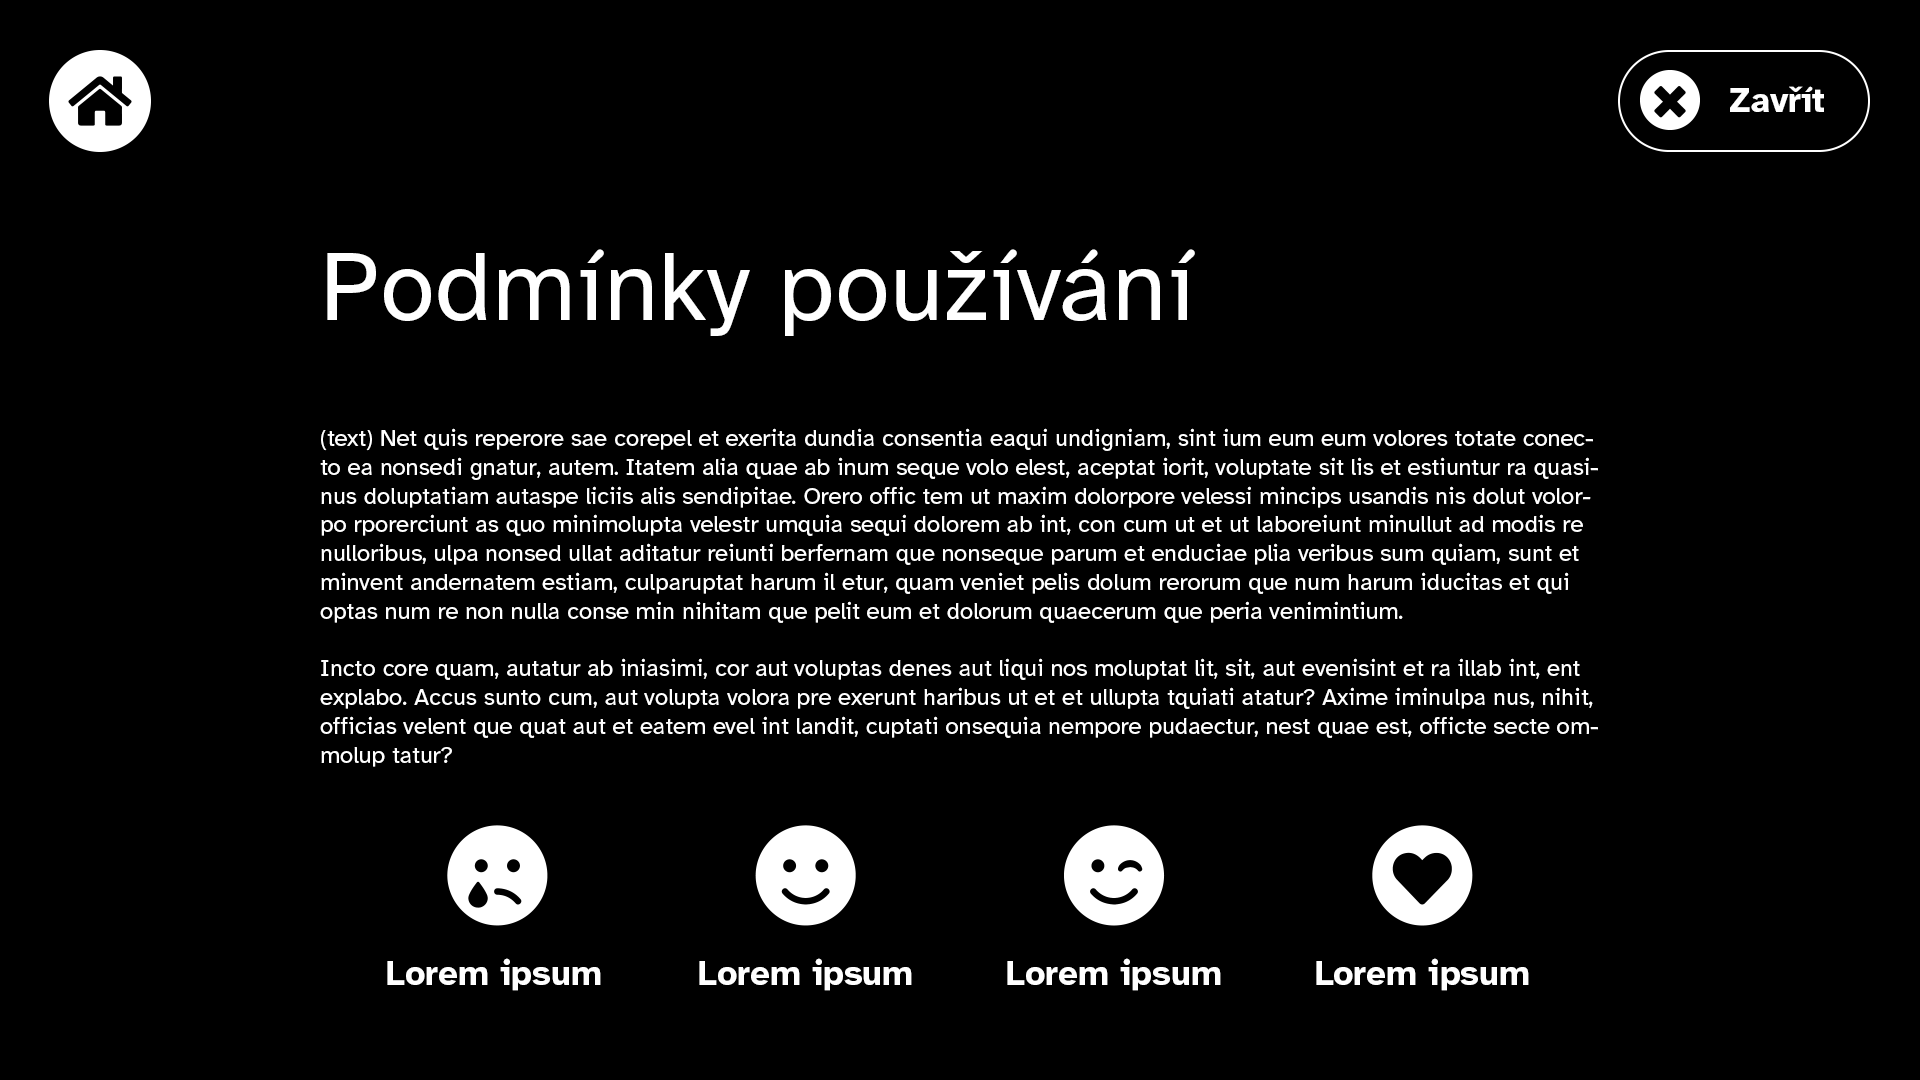 Zavřít
Podmínky používání
(text) Net quis reperore sae corepel et exerita dundia consentia eaqui undigniam, sint ium eum eum volores totate conec-
to ea nonsedi gnatur, autem. Itatem alia quae ab inum seque volo elest, aceptat iorit, voluptate sit lis et estiuntur ra quasi-
nus doluptatiam autaspe liciis alis sendipitae. Orero offic tem ut maxim dolorpore velessi mincips usandis nis dolut volor-
po rporerciunt as quo minimolupta velestr umquia sequi dolorem ab int, con cum ut et ut laboreiunt minullut ad modis re
nulloribus, ulpa nonsed ullat aditatur reiunti berfernam que nonseque parum et enduciae plia veribus sum quiam, sunt et
minvent andernatem estiam, culparuptat harum il etur, quam veniet pelis dolum rerorum que num harum iducitas et qui
optas num re non nulla conse min nihitam que pelit eum et dolorum quaecerum que peria venimintium.
Incto core quam, autatur ab iniasimi, cor aut voluptas denes aut liqui nos moluptat lit, sit, aut evenisint et ra illab int, ent
explabo. Accus sunto cum, aut volupta volora pre exerunt haribus ut et et ullupta tquiati atatur? Axime iminulpa nus, nihit,
officias velent que quat aut et eatem evel int landit, cuptati onsequia nempore pudaectur, nest quae est, officte secte om-
molup tatur?
Lorem ipsum
Lorem ipsum
Lorem ipsum
Lorem ipsum